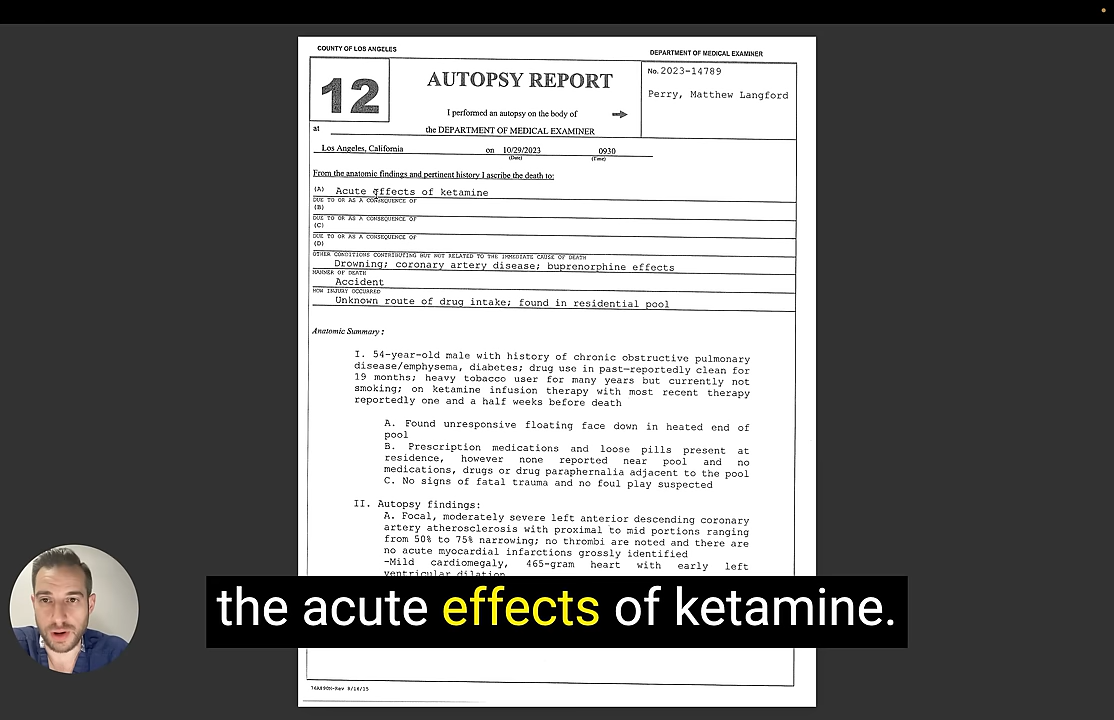 COUNTY OF LOS ANGELES
DEPARTMENT OF MEDICAL EXAMINER
12
AUTOPSY REPORT
No. 2023-14789
Perry, Matthew Langford
I performed an autopsy on the body of
at
the DEPARTMENT OF MEDICAL EXAMINER
Los Angeles, California
on 10/29/2023 0930
(Date) (Time)
From the anatomic findings and pertinent history I ascribe the death to:
(A) Acute effects of ketamine
DUE TO OR AS A CONSEQUENCE OF
(B)
DUE TO OR AS A CONSEQUENCE OF
(C)
DUE TO OR AS A CONSEQUENCE OF
(D)
OTHER CONDITIONS CONTRIBUTING BUT NOT RELATED TO THE IMMEDIATE CAUSE OF DEATH
Drowning; coronary artery disease; buprenorphine effects
MANNER OF DEATH
Accident
HOW INJURY OCCURRED
Unknown route of drug intake; found in residential pool
Anatomic Summary:
I. 54-year-old male with history of chronic obstructive pulmonary
disease/emphysema, diabetes; drug use in past—reportedly clean for
19 months; heavy tobacco user for many years but currently not
smoking; on ketamine infusion therapy with most recent therapy
reportedly one and a half weeks before death
A. Found unresponsive floating face down in heated end of
pool
B. Prescription medications and loose pills present at
residence, however none reported near pool and no
medications, drugs or drug paraphernalia adjacent to the pool
C. No signs of fatal trauma and no foul play suspected
II. Autopsy findings:
A. Focal, moderately severe left anterior descending coronary
artery atherosclerosis with proximal to mid portions ranging
from 50% to 75% narrowing; no thrombi are noted and there are
no acute myocardial infarctions grossly identified
-Mild cardiomegaly, 465-gram heart with early left
ventricular dilation
the acute effects of ketamine.